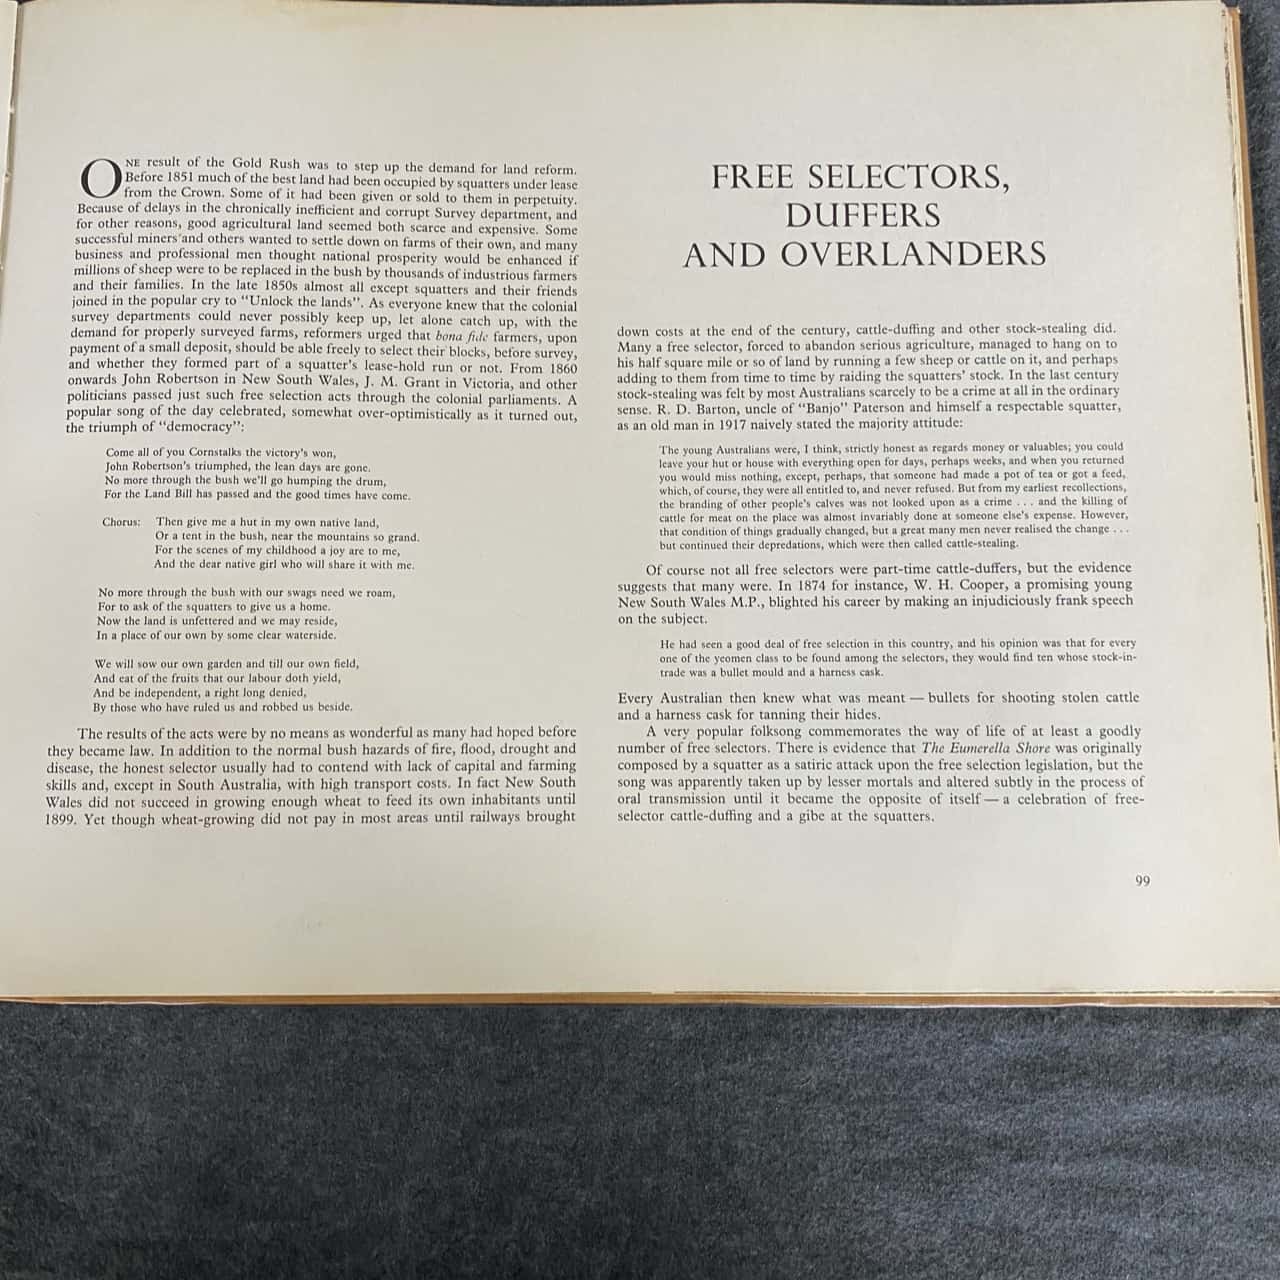 FREE SELECTORS,
DUFFERS
AND OVERLANDERS
ONE result of the Gold Rush was to step up the demand for land reform.
Before 1851 much of the best land had been occupied by squatters under lease
from the Crown. Some of it had been given or sold to them in perpetuity.
Because of delays in the chronically inefficient and corrupt Survey department, and
for other reasons, good agricultural land seemed both scarce and expensive. Some
successful miners and others wanted to settle down on farms of their own, and many
business and professional men thought national prosperity would be enhanced if
millions of sheep were to be replaced in the bush by thousands of industrious farmers
and their families. In the late 1850s almost all except squatters and their friends
joined in the popular cry to "Unlock the lands". As everyone knew that the colonial
survey departments could never possibly keep up, let alone catch up, with the
demand for properly surveyed farms, reformers urged that bona fide farmers, upon
payment of a small deposit, should be able freely to select their blocks, before survey,
and whether they formed part of a squatter's lease-hold run or not. From 1860
onwards John Robertson in New South Wales, J. M. Grant in Victoria, and other
politicians passed just such free selection acts through the colonial parliaments. A
popular song of the day celebrated, somewhat over-optimistically as it turned out,
the triumph of "democracy":
Come all of you Cornstalks the victory's won,
John Robertson's triumphed, the lean days are gone.
No more through the bush we'll go humping the drum,
For the Land Bill has passed and the good times have come.
Chorus: Then give me a hut in my own native land,
Or a tent in the bush, near the mountains so grand.
For the scenes of my childhood a joy are to me,
And the dear native girl who will share it with me.
No more through the bush with our swags need we roam,
For to ask of the squatters to give us a home.
Now the land is unfettered and we may reside,
In a place of our own by some clear waterside.
We will sow our own garden and till our own field,
And eat of the fruits that our labour doth yield,
And be independent, a right long denied,
By those who have ruled us and robbed us beside.
The results of the acts were by no means as wonderful as many had hoped before
they became law. In addition to the normal bush hazards of fire, flood, drought and
disease, the honest selector usually had to contend with lack of capital and farming
skills and, except in South Australia, with high transport costs. In fact New South
Wales did not succeed in growing enough wheat to feed its own inhabitants until
1899. Yet though wheat-growing did not pay in most areas until railways brought
down costs at the end of the century, cattle-duffing and other stock-stealing did.
Many a free selector, forced to abandon serious agriculture, managed to hang on to
his half square mile or so of land by running a few sheep or cattle on it, and perhaps
adding to them from time to time by raiding the squatters' stock. In the last century
stock-stealing was felt by most Australians scarcely to be a crime at all in the ordinary
sense. R. D. Barton, uncle of "Banjo" Paterson and himself a respectable squatter,
as an old man in 1917 naively stated the majority attitude:
The young Australians were, I think, strictly honest as regards money or valuables; you could
leave your hut or house with everything open for days, perhaps weeks, and when you returned
you would miss nothing, except, perhaps, that someone had made a pot of tea or got a feed,
which, of course, they were all entitled to, and never refused. But from my earliest recollections,
the branding of other people's calves was not looked upon as a crime . . . and the killing of
cattle for meat on the place was almost invariably done at someone else's expense. However,
that condition of things gradually changed, but a great many men never realised the change . . .
but continued their depredations, which were then called cattle-stealing.
Of course not all free selectors were part-time cattle-duffers, but the evidence
suggests that many were. In 1874 for instance, W. H. Cooper, a promising young
New South Wales M.P., blighted his career by making an injudiciously frank speech
on the subject.
He had seen a good deal of free selection in this country, and his opinion was that for every
one of the yeomen class to be found among the selectors, they would find ten whose stock-in-
trade was a bullet mould and a harness cask.
Every Australian then knew what was meant — bullets for shooting stolen cattle
and a harness cask for tanning their hides.
A very popular folksong commemorates the way of life of at least a goodly
number of free selectors. There is evidence that The Eumerella Shore was originally
composed by a squatter as a satiric attack upon the free selection legislation, but the
song was apparently taken up by lesser mortals and altered subtly in the process of
oral transmission until it became the opposite of itself — a celebration of free-
selector cattle-duffing and a gibe at the squatters.
99